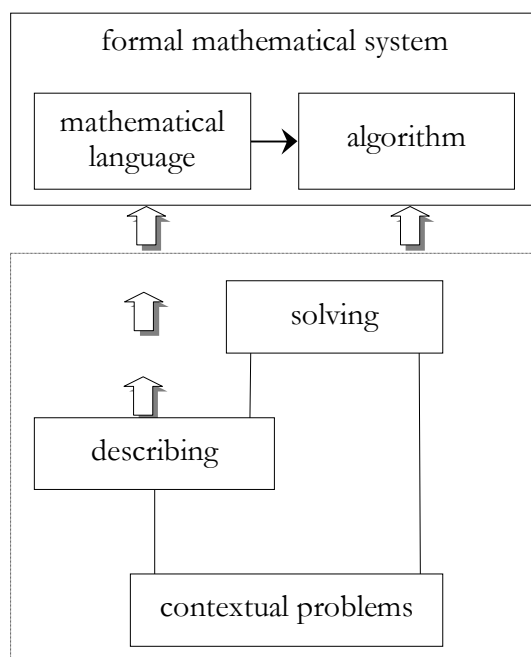 formal mathematical system
mathematical
language
algorithm
solving
describing
contextual problems